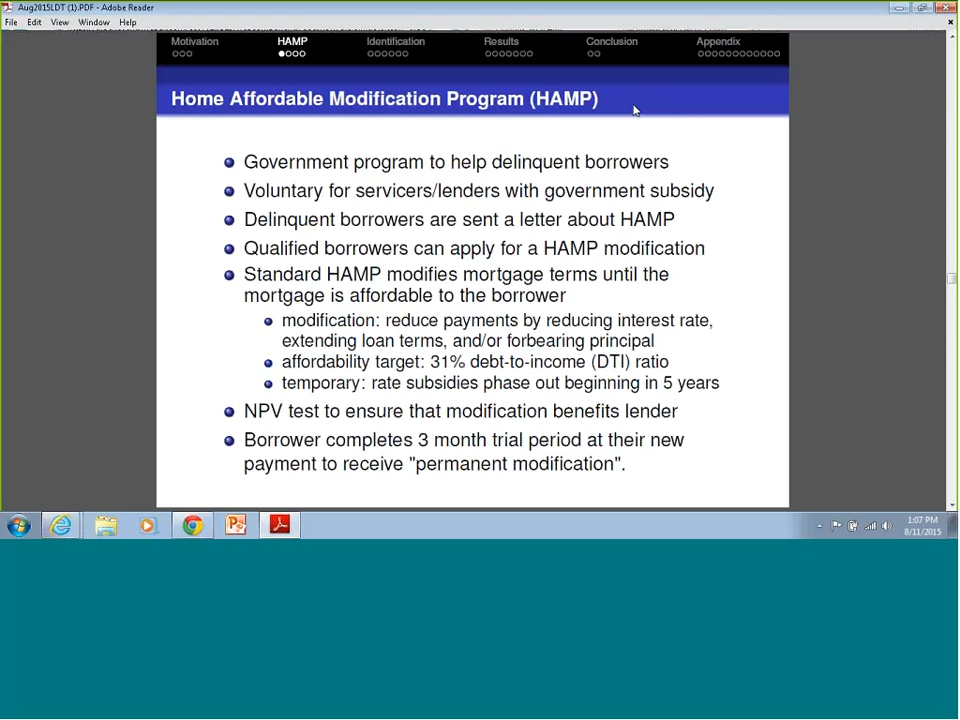 Aug2015LDT (1).PDF - Adobe Reader
File Edit View Window Help
Motivation HAMP Identification Results Conclusion Appendix
Home Affordable Modification Program (HAMP)
Government program to help delinquent borrowers
Voluntary for servicers/lenders with government subsidy
Delinquent borrowers are sent a letter about HAMP
Qualified borrowers can apply for a HAMP modification
Standard HAMP modifies mortgage terms until the
mortgage is affordable to the borrower
modification: reduce payments by reducing interest rate,
extending loan terms, and/or forbearing principal
affordability target: 31% debt-to-income (DTI) ratio
temporary: rate subsidies phase out beginning in 5 years
NPV test to ensure that modification benefits lender
Borrower completes 3 month trial period at their new
payment to receive "permanent modification".
1:07 PM
8/11/2015